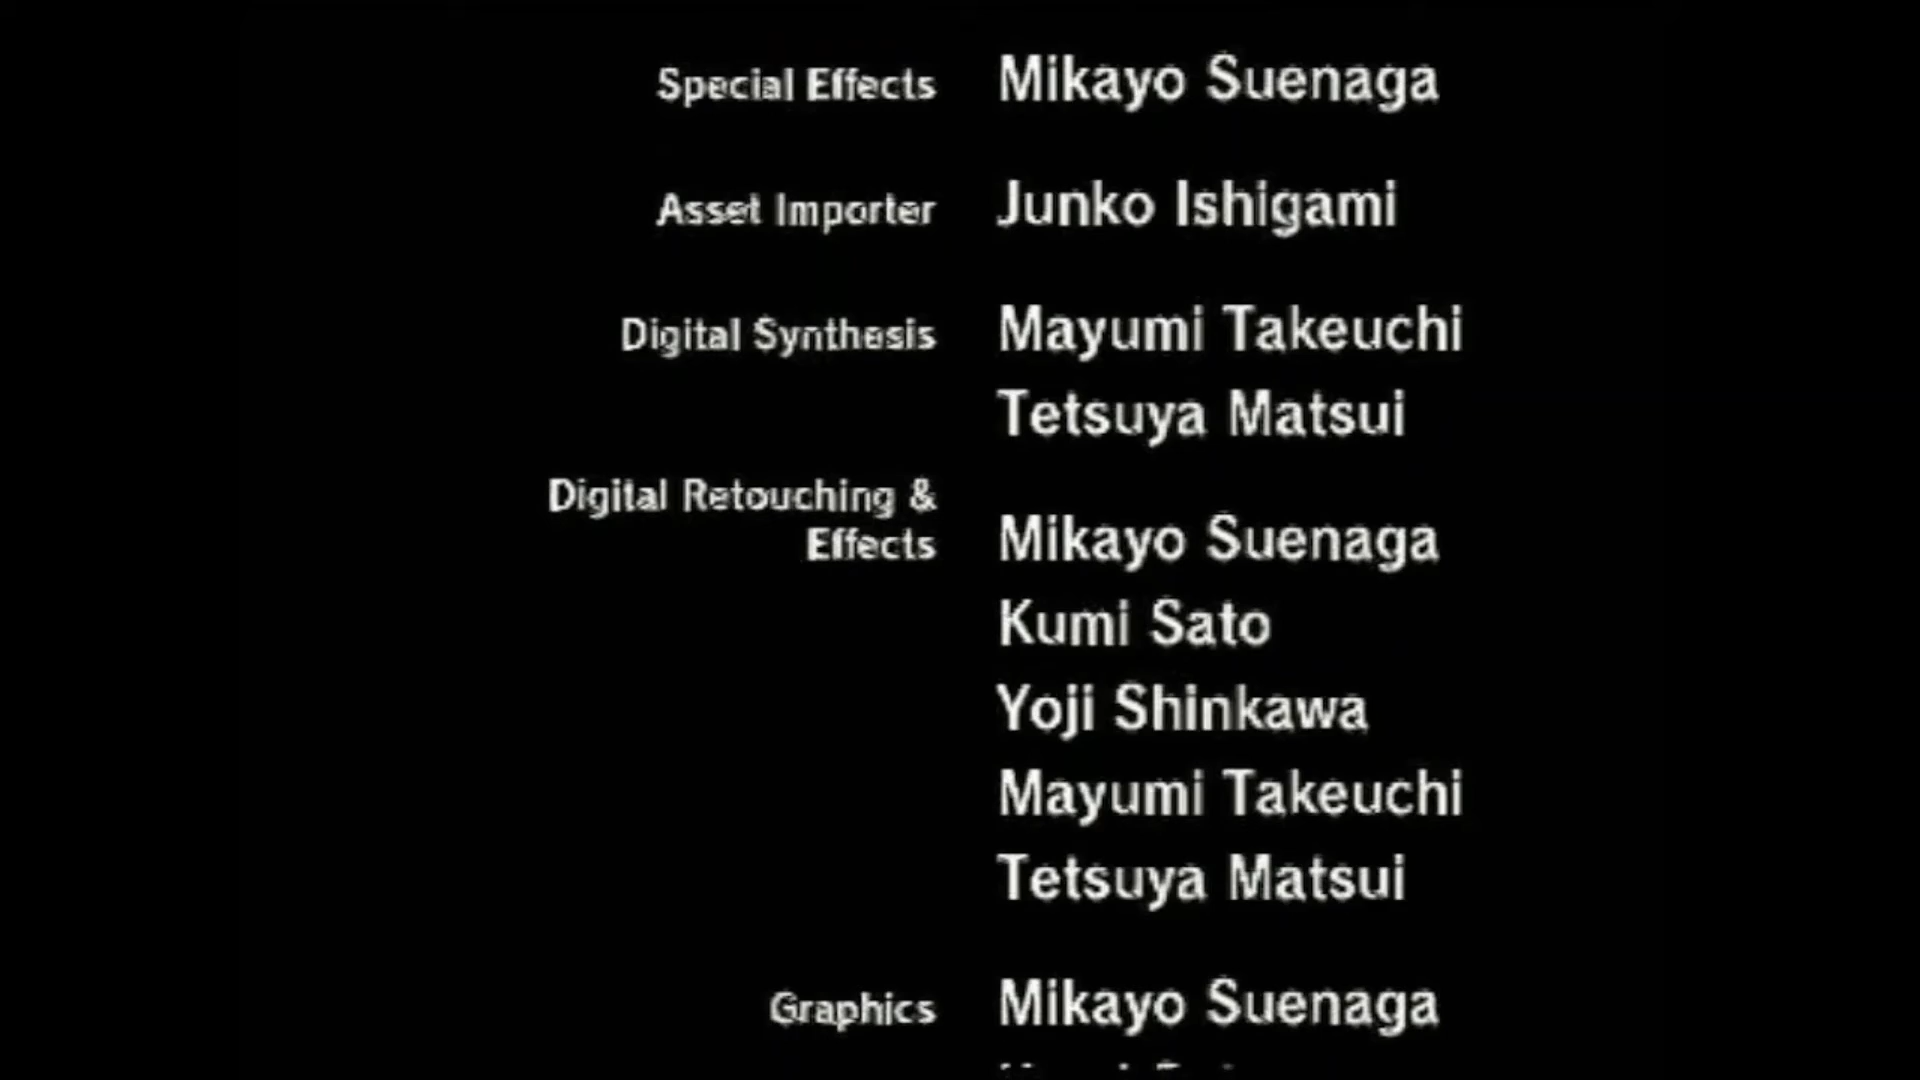 Special Effects Mikayo Suenaga
Asset Importer Junko Ishigami
Digital Synthesis Mayumi Takeuchi
Tetsuya Matsui
Digital Retouching &
Effects Mikayo Suenaga
Kumi Sato
Yoji Shinkawa
Mayumi Takeuchi
Tetsuya Matsui
Graphics Mikayo Suenaga